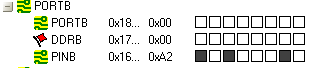 PORTB
PORTB 0x18... 0x00
DDRB 0x17... 0x00
PINB 0x16... 0xA2